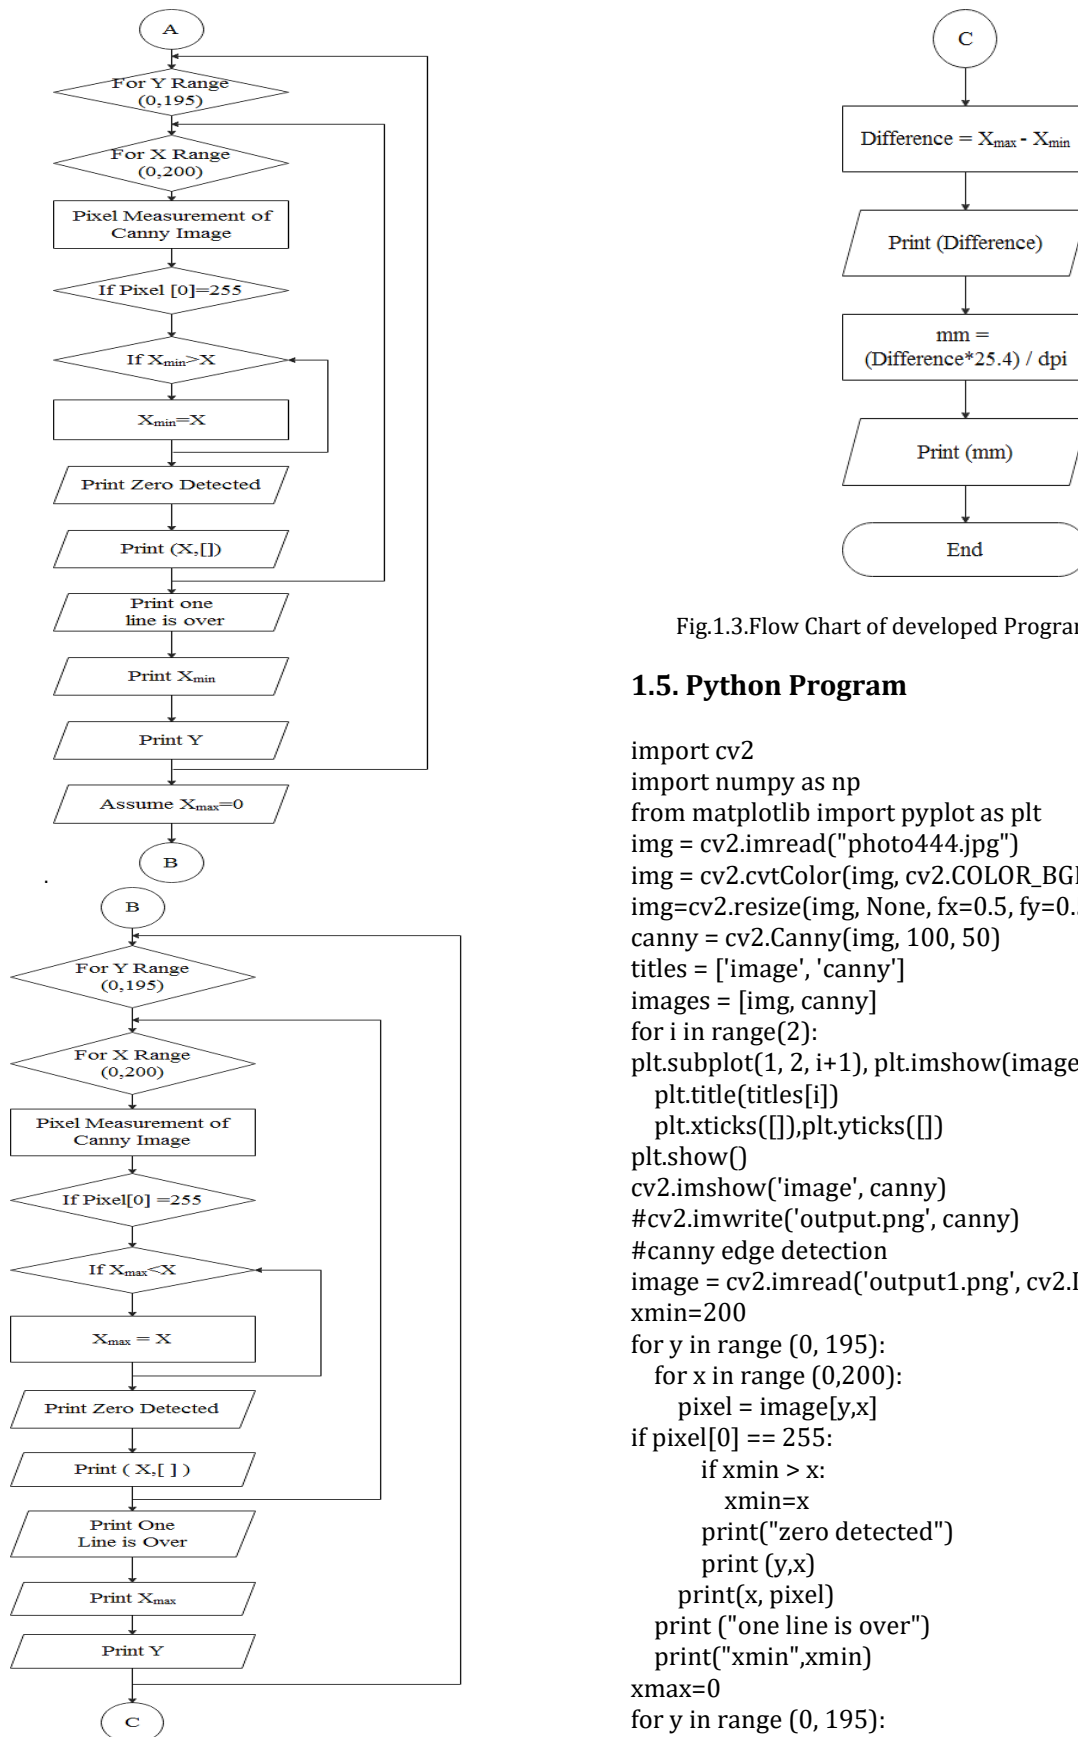 A
For Y Range
(0,195)
For X Range
(0,200)
Pixel Measurement of
Canny Image
If Pixel [0]=255
If Xmin>X
Xmin=X
Print Zero Detected
Print (X,[])
Print one
line is over
Print Xmin
Print Y
Assume Xmax=0
B
.
B
For Y Range
(0,195)
For X Range
(0,200)
Pixel Measurement of
Canny Image
If Pixel[0] =255
If Xmax<X
Xmax = X
Print Zero Detected
Print ( X,[ ] )
Print One
Line is Over
Print Xmax
Print Y
C
C
Difference = Xmax - Xmin
Print (Difference)
mm =
(Difference*25.4) / dpi
Print (mm)
End
Fig.1.3.Flow Chart of developed
1.5. Python Program
import cv2
import numpy as np
from matplotlib import pyplot as plt
img = cv2.imread("photo444.jpg")
img = cv2.cvtColor(img, cv2.COLOR_BG
img=cv2.resize(img, None, fx=0.5, fy=0.
canny = cv2.Canny(img, 100, 50)
titles = ['image', 'canny']
images = [img, canny]
for i in range(2):
plt.subplot(1, 2, i+1), plt.imshow(image
plt.title(titles[i])
plt.xticks([]),plt.yticks([])
plt.show()
cv2.imshow('image', canny)
#cv2.imwrite('output.png', canny)
#canny edge detection
image = cv2.imread('output1.png', cv2.
xmin=200
for y in range (0, 195):
for x in range (0,200):
pixel = image[y,x]
if pixel[0] == 255:
if xmin > x:
xmin=x
print("zero detected")
print (y,x)
print(x, pixel)
print ("one line is over")
print("xmin",xmin)
xmax=0
for y in range (0, 195):